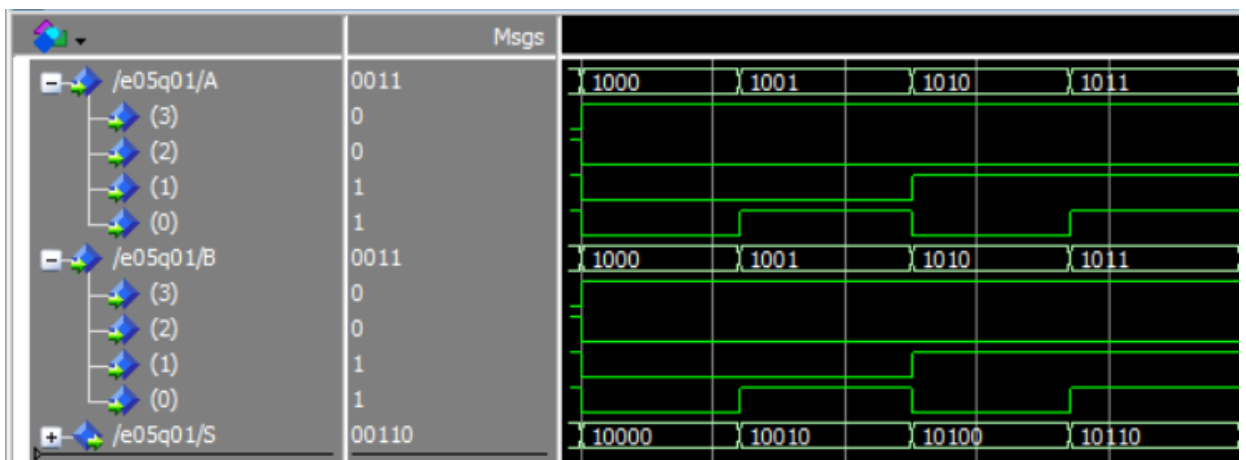 Msgs
/e05q01/A 0011 1000 1001 1010 1011
(3) 0
(2) 0
(1) 1
(0) 1
/e05q01/B 0011 1000 1001 1010 1011
(3) 0
(2) 0
(1) 1
(0) 1
/e05q01/S 00110 10000 10010 10100 10110